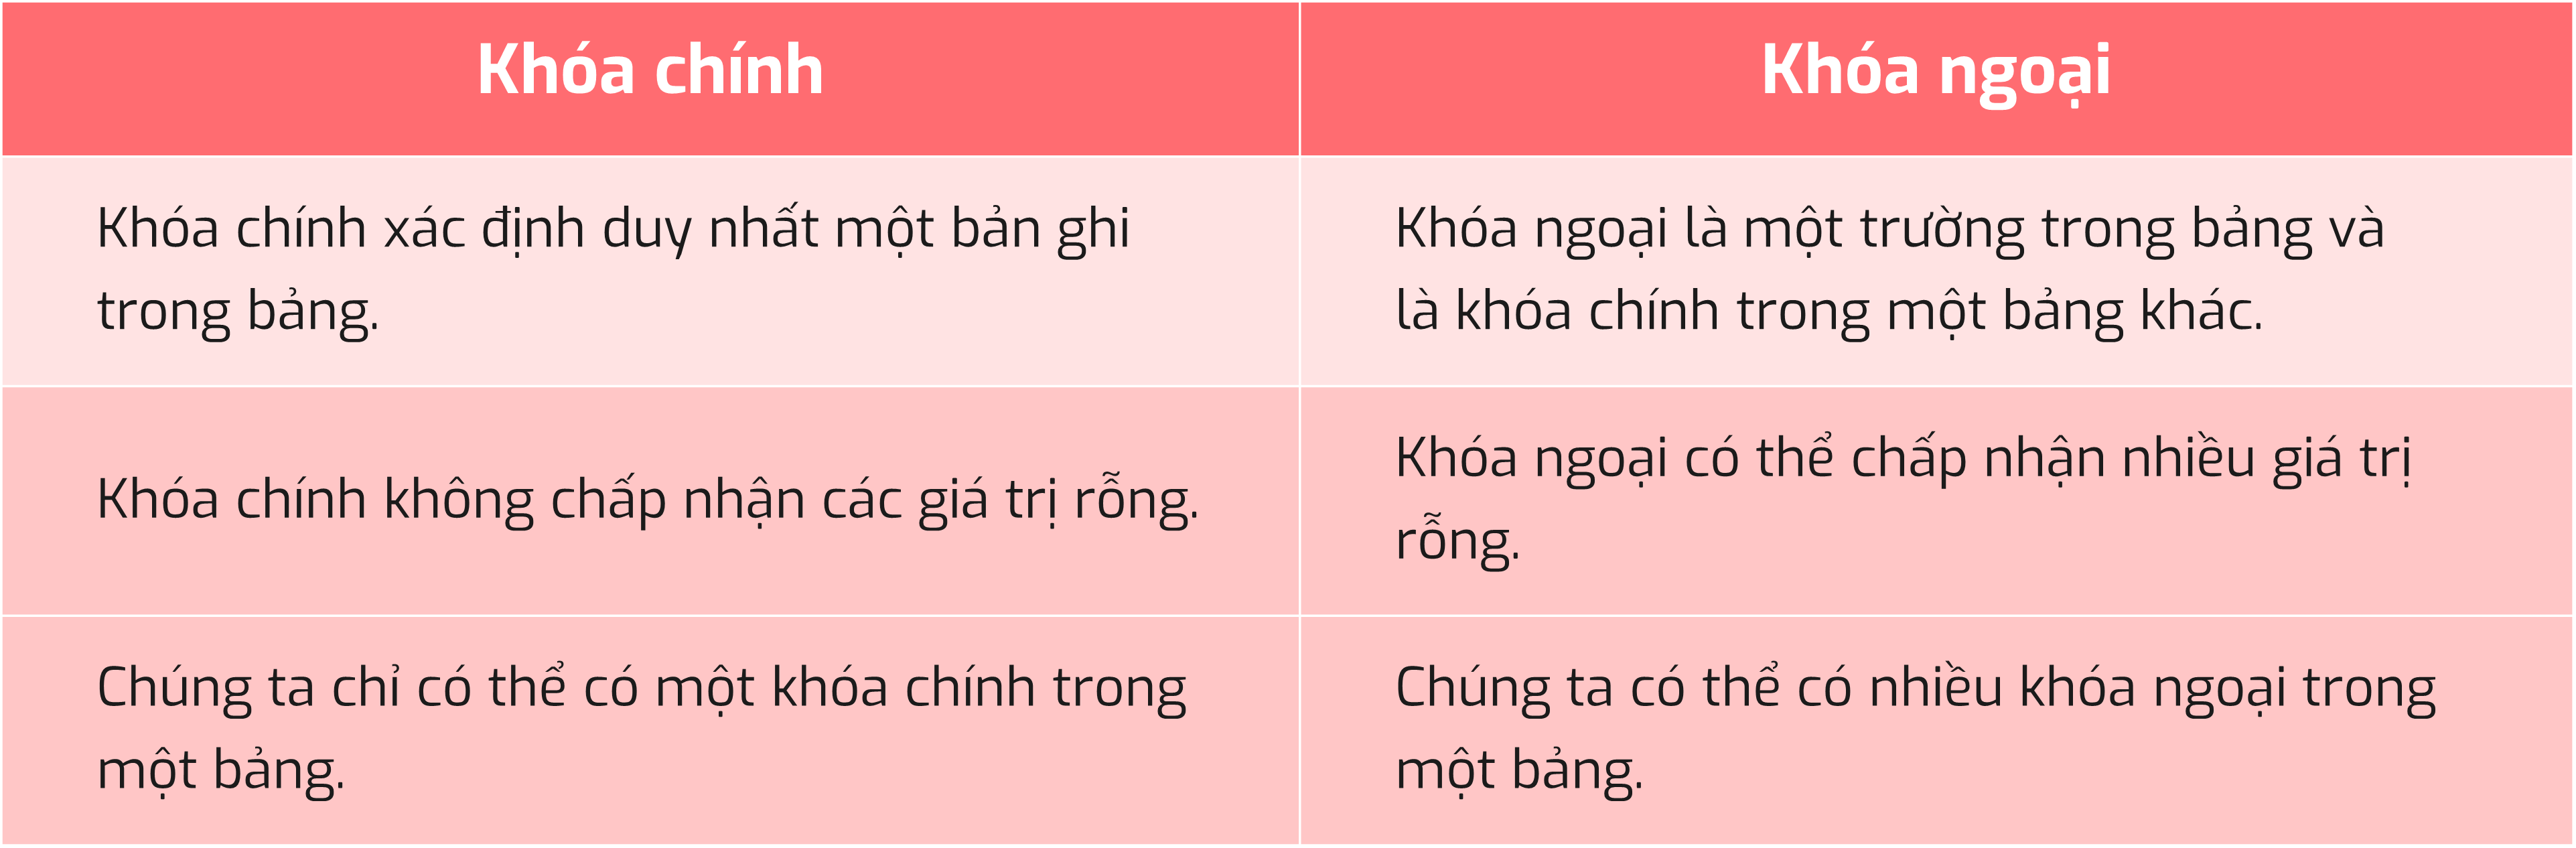 Khóa chính
Khóa ngoại
Khóa chính xác định duy nhất một bản ghi
trong bảng.
Khóa ngoại là một trường trong bảng và
là khóa chính trong một bảng khác.
Khóa chính không chấp nhận các giá trị rỗng.
Khóa ngoại có thể chấp nhận nhiều giá trị
rỗng.
Chúng ta chỉ có thể có một khóa chính trong
một bảng.
Chúng ta có thể có nhiều khóa ngoại trong
một bảng.